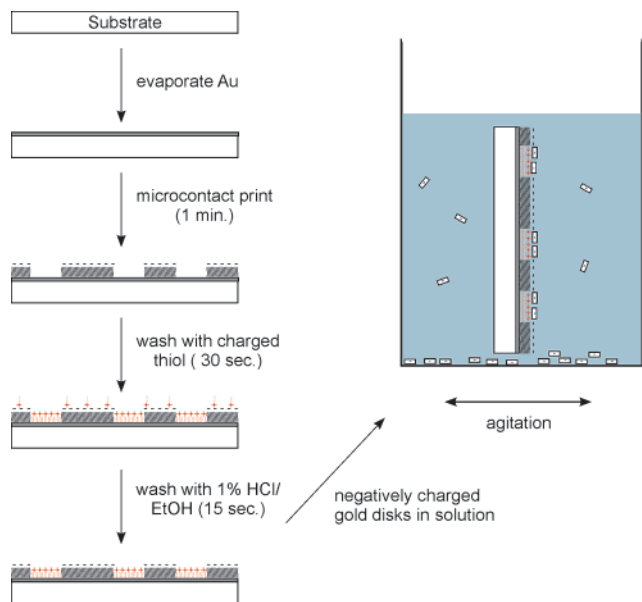 Substrate
evaporate Au
microcontact print
(1 min.)
wash with charged
thiol ( 30 sec.)
wash with 1% HCl/
EtOH (15 sec.)
negatively charged
gold disks in solution
agitation